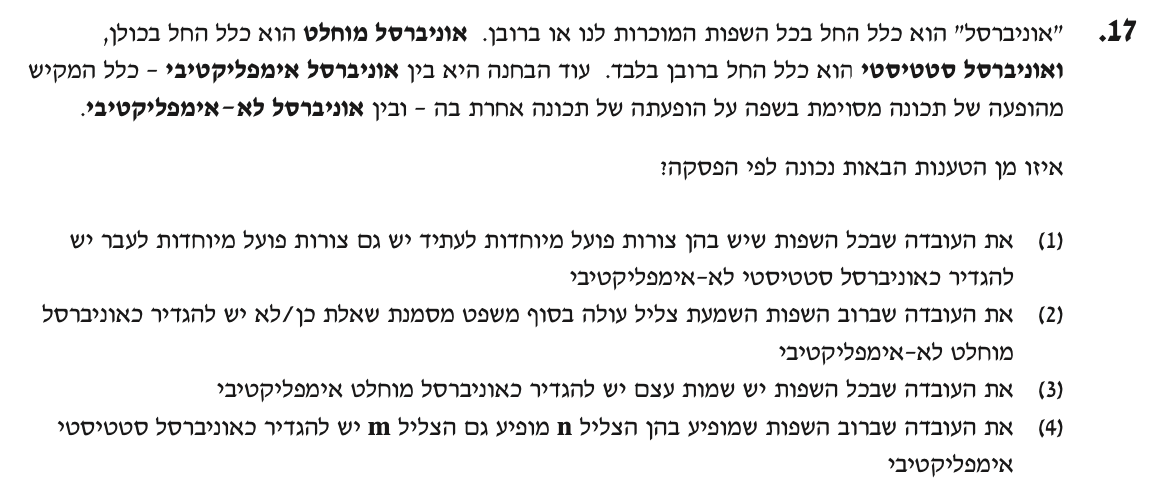 17. "אוניברסל" הוא כלל החל בכל השפות המוכרות לנו או ברובן. אוניברסל מוחלט הוא כלל החל בכולן,
ואוניברסל סטטיסטי הוא כלל החל ברובן בלבד. עוד הבחנה היא בין אוניברסל אימפליקטיבי - כלל המקיש
מהופעה של תכונה מסוימת בשפה על הופעתה של תכונה אחרת בה - ובין אוניברסל לא-אימפליקטיבי.
איזו מן הטענות הבאות נכונה לפי הפסקה?
(1) את העובדה שבכל השפות שיש בהן צורות פועל מיוחדות לעתיד יש גם צורות פועל מיוחדות לעבר יש
להגדיר כאוניברסל סטטיסטי לא-אימפליקטיבי
(2) את העובדה שברוב השפות השמעת צליל עולה בסוף משפט מסמנת שאלת כן/לא יש להגדיר כאוניברסל
מוחלט לא-אימפליקטיבי
(3) את העובדה שבכל השפות יש שמות עצם יש להגדיר כאוניברסל מוחלט אימפליקטיבי
(4) את העובדה שברוב השפות שמופיע בהן הצליל n מופיע גם הצליל m יש להגדיר כאוניברסל סטטיסטי
אימפליקטיבי